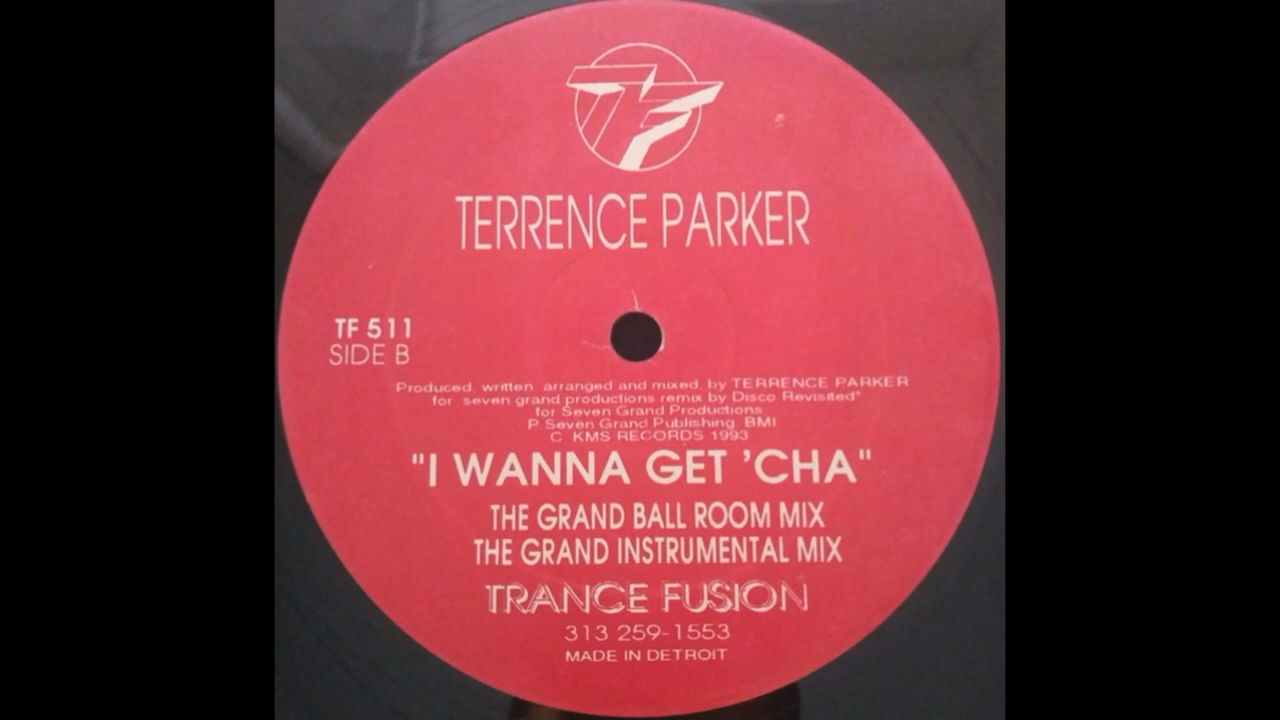 TF
TERRENCE PARKER
TF 511
SIDE B
Produced, written arranged and mixed, by TERRENCE PARKER
for seven grand productions remix by Disco Revisited"
for Seven Grand Productions
P Seven Grand Publishing BMI
C KMS RECORDS 1993
"I WANNA GET 'CHA"
THE GRAND BALL ROOM MIX
THE GRAND INSTRUMENTAL MIX
TRANCE FUSION
313 259-1553
MADE IN DETROIT